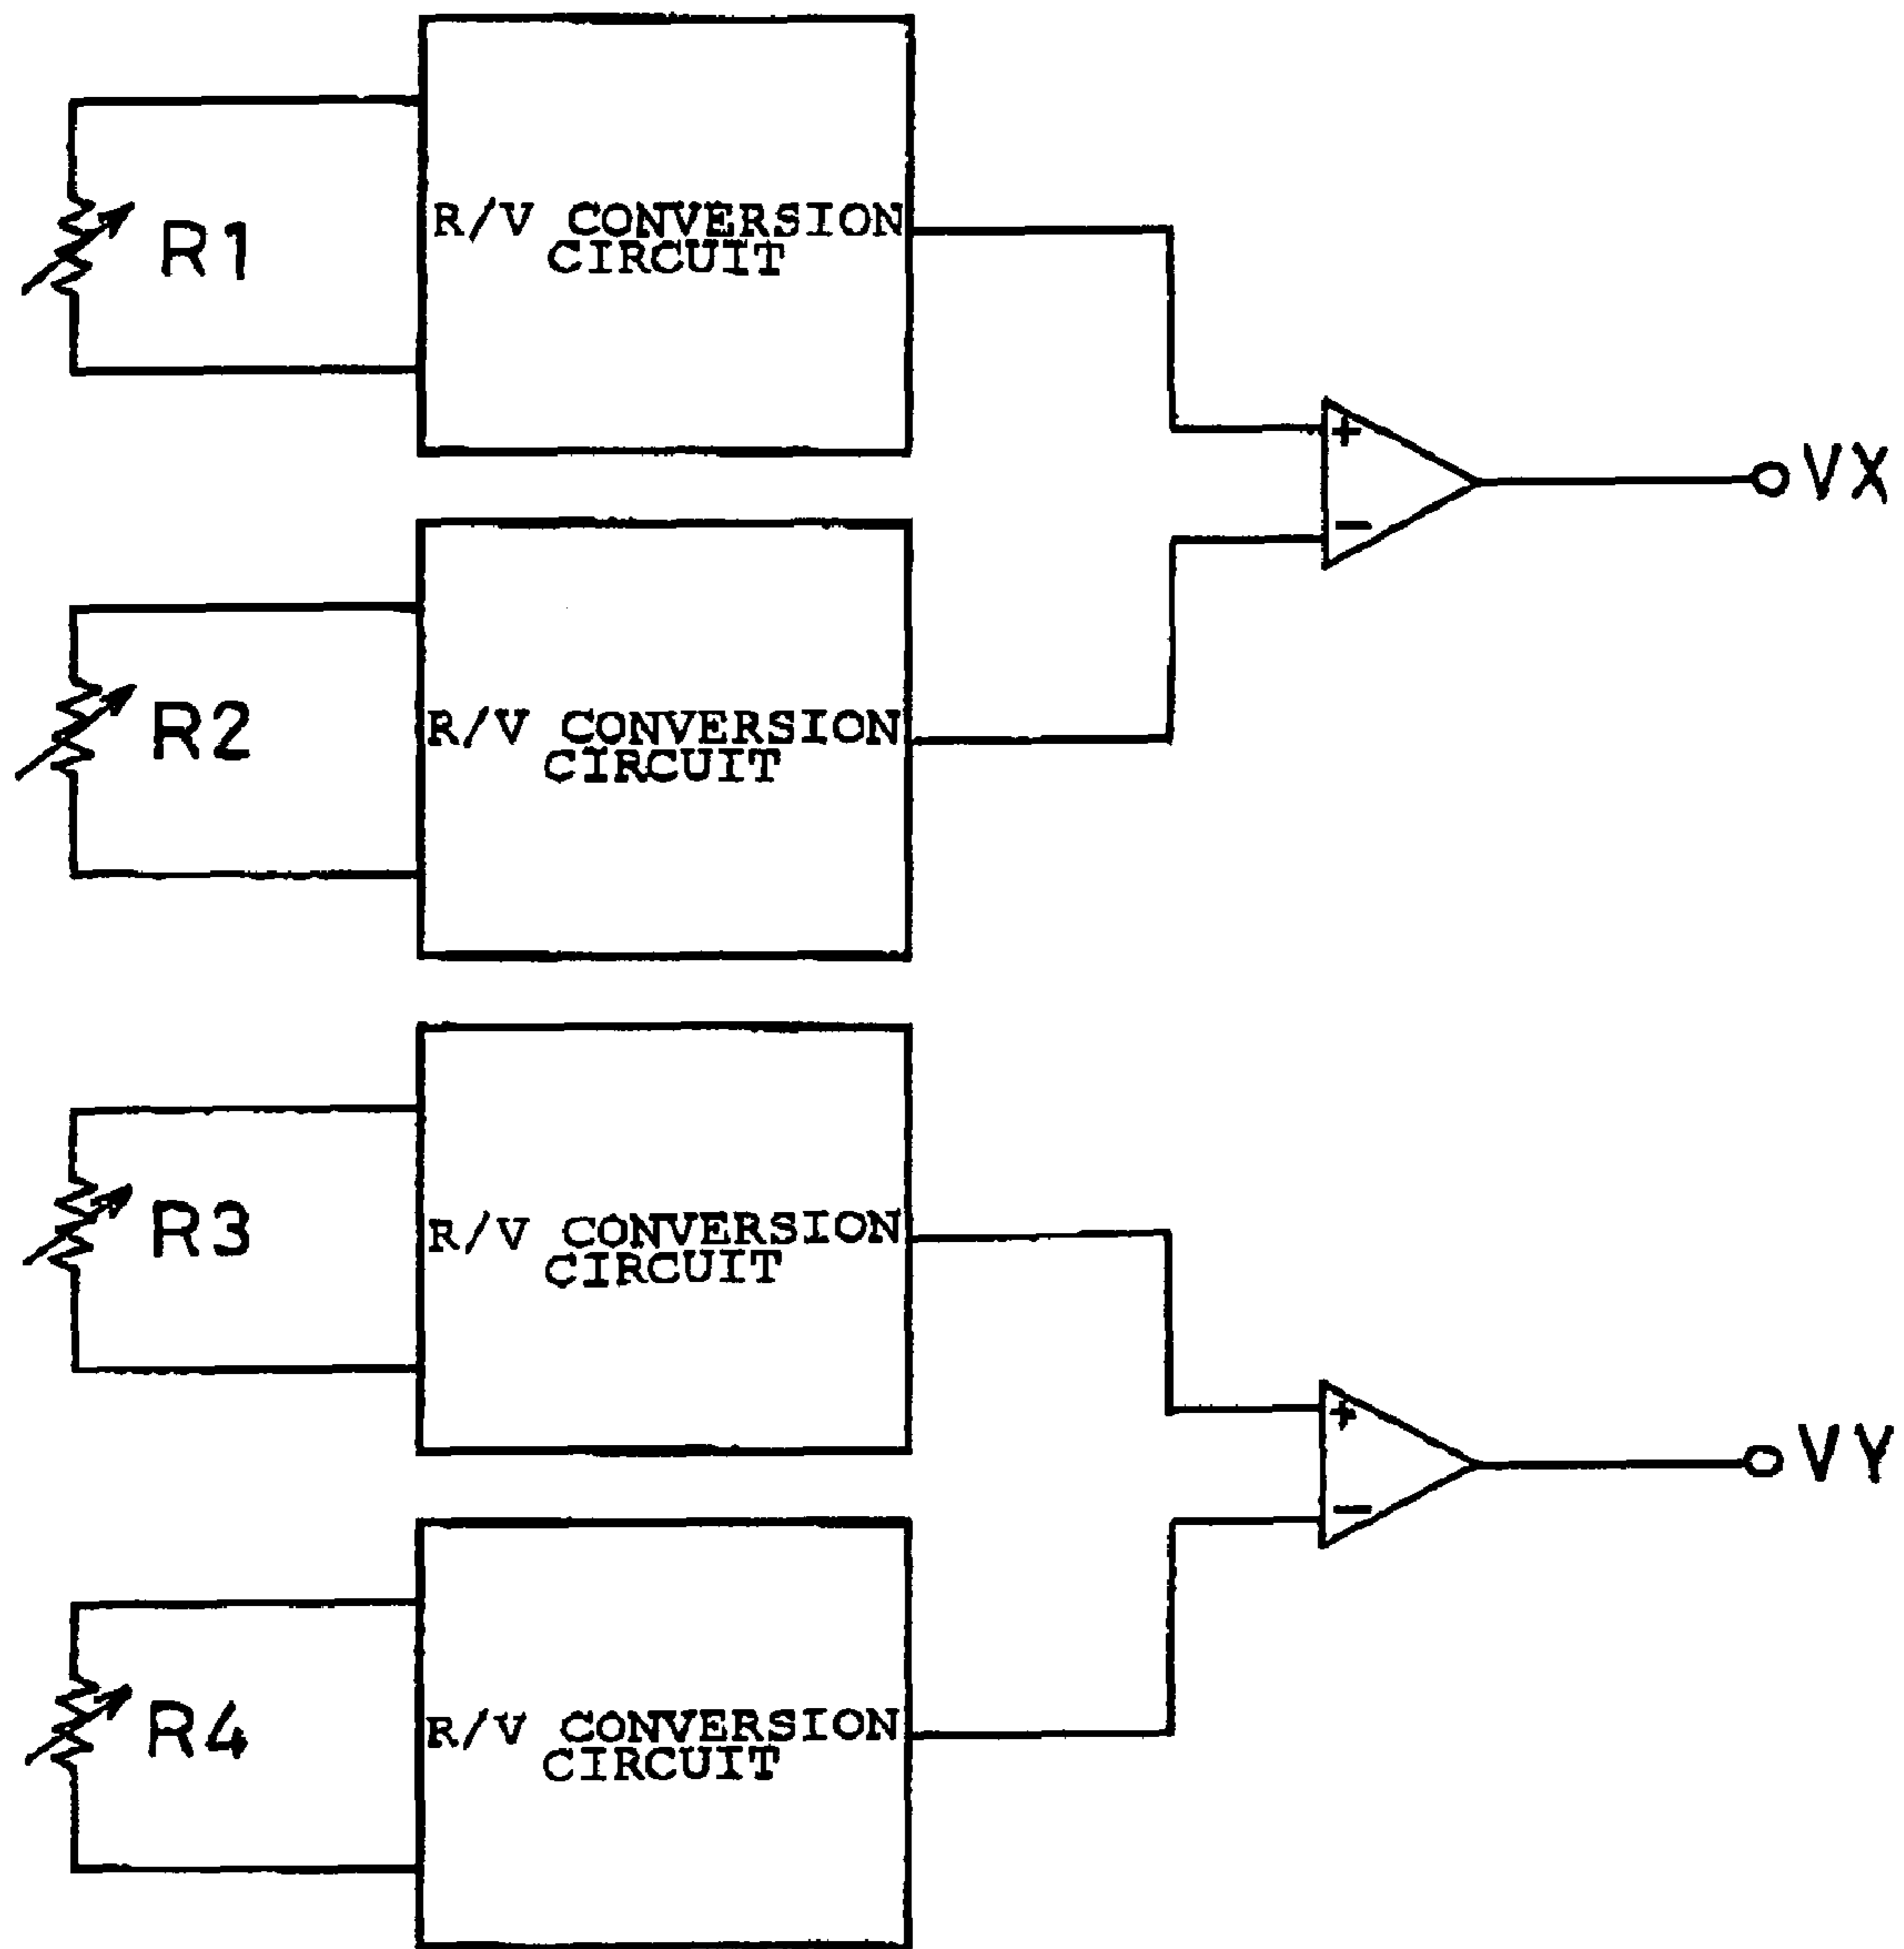 R1
R/V CONVERSION
CIRCUIT
+
−
VX
R2
R/V CONVERSION
CIRCUIT
R3
R/V CONVERSION
CIRCUIT
+
−
VY
R4
R/V CONVERSION
CIRCUIT